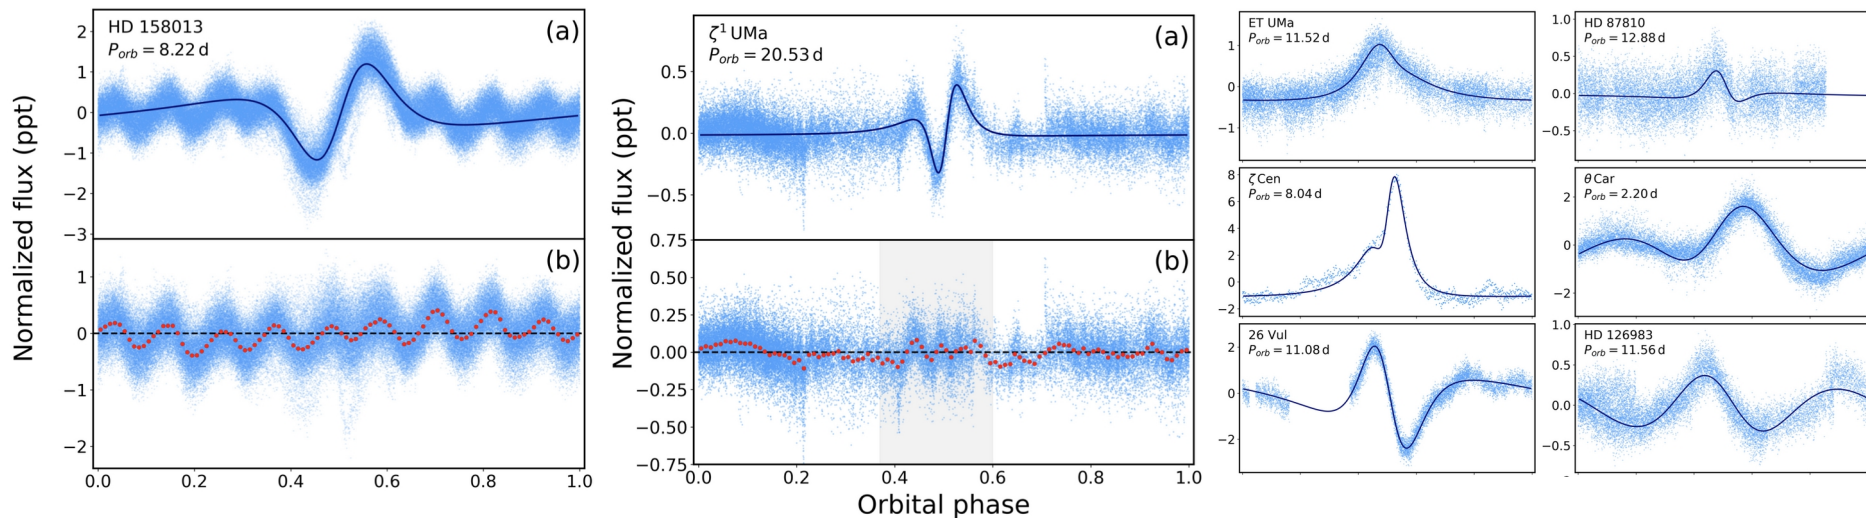 Normalized flux (ppt)
HD 158013
P_orb = 8.22 d
(a)
2
1
0
−1
−2
−3
(b)
1
0
−1
−2
0.0 0.2 0.4 0.6 0.8 1.0
Normalized flux (ppt)
ζ¹ UMa
P_orb = 20.53 d
(a)
0.5
0.0
−0.5
(b)
0.75
0.50
0.25
0.00
−0.25
−0.50
−0.75
0.0 0.2 0.4 0.6 0.8 1.0
Orbital phase
ET UMa
P_orb = 11.52 d
1
0
−1
HD 87810
P_orb = 12.88 d
1.0
0.5
0.0
−0.5
ζ Cen
P_orb = 8.04 d
8
6
4
2
0
−2
θ Car
P_orb = 2.20 d
2
0
−2
26 Vul
P_orb = 11.08 d
2
0
−2
HD 126983
P_orb = 11.56 d
1.0
0.5
0.0
−0.5